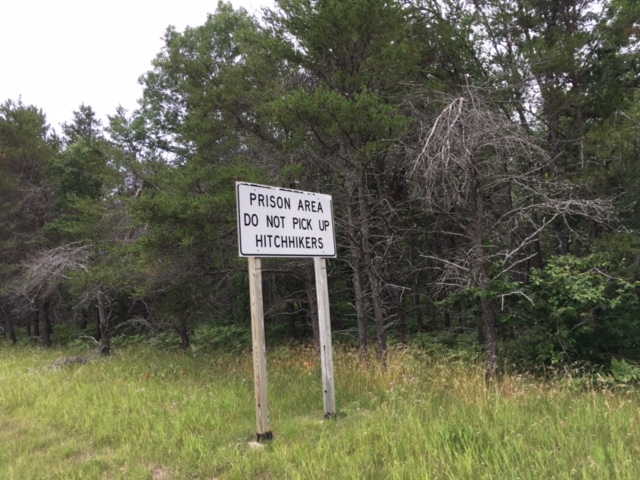 PRISON AREA
DO NOT PICK UP
HITCHHIKERS